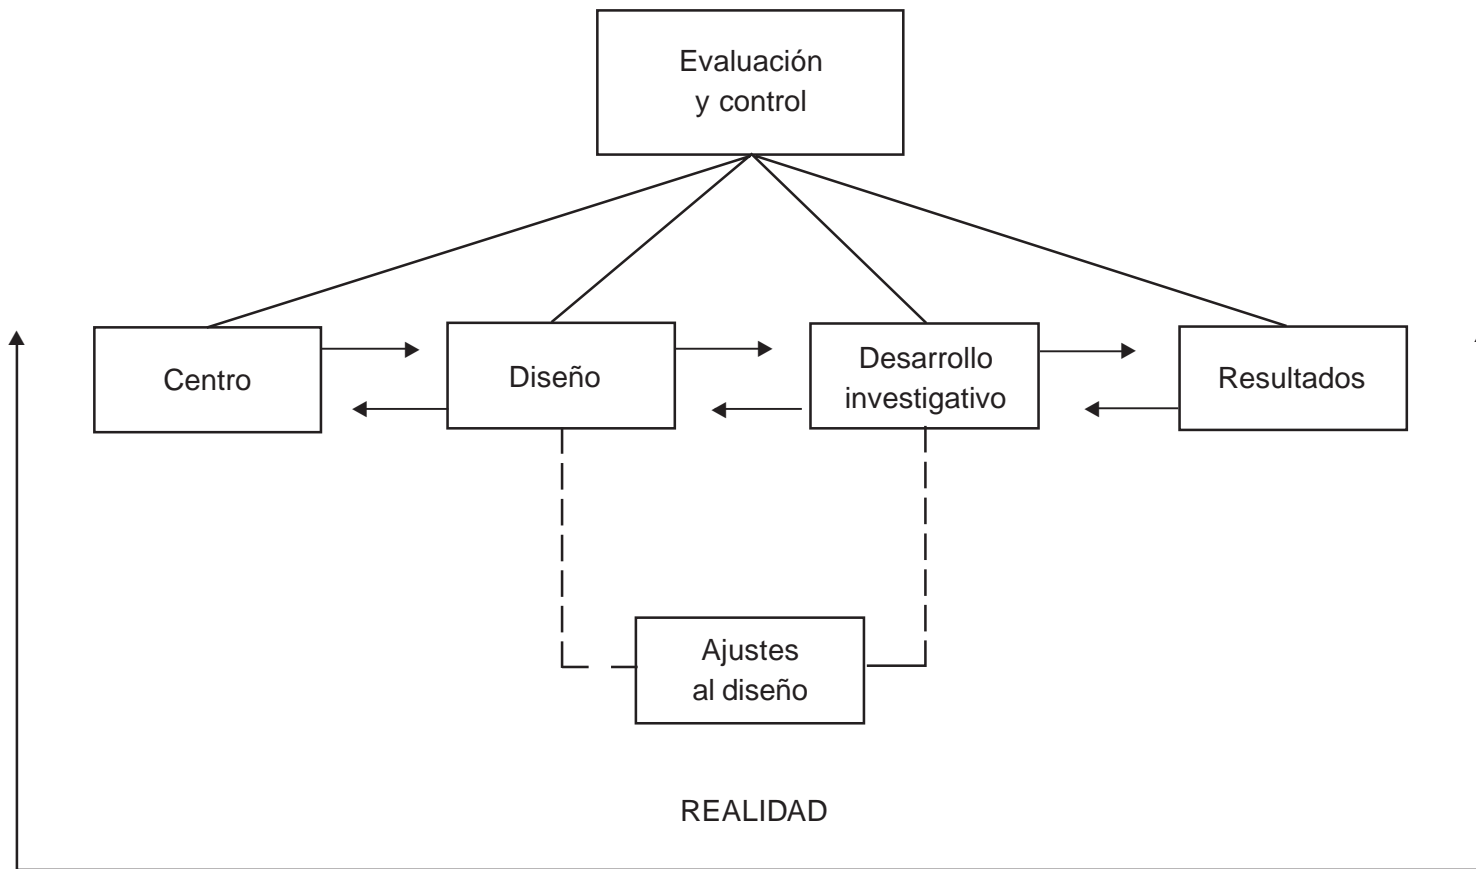 Evaluación
y control
Centro
Diseño
Desarrollo
investigativo
Resultados
Ajustes
al diseño
REALIDAD